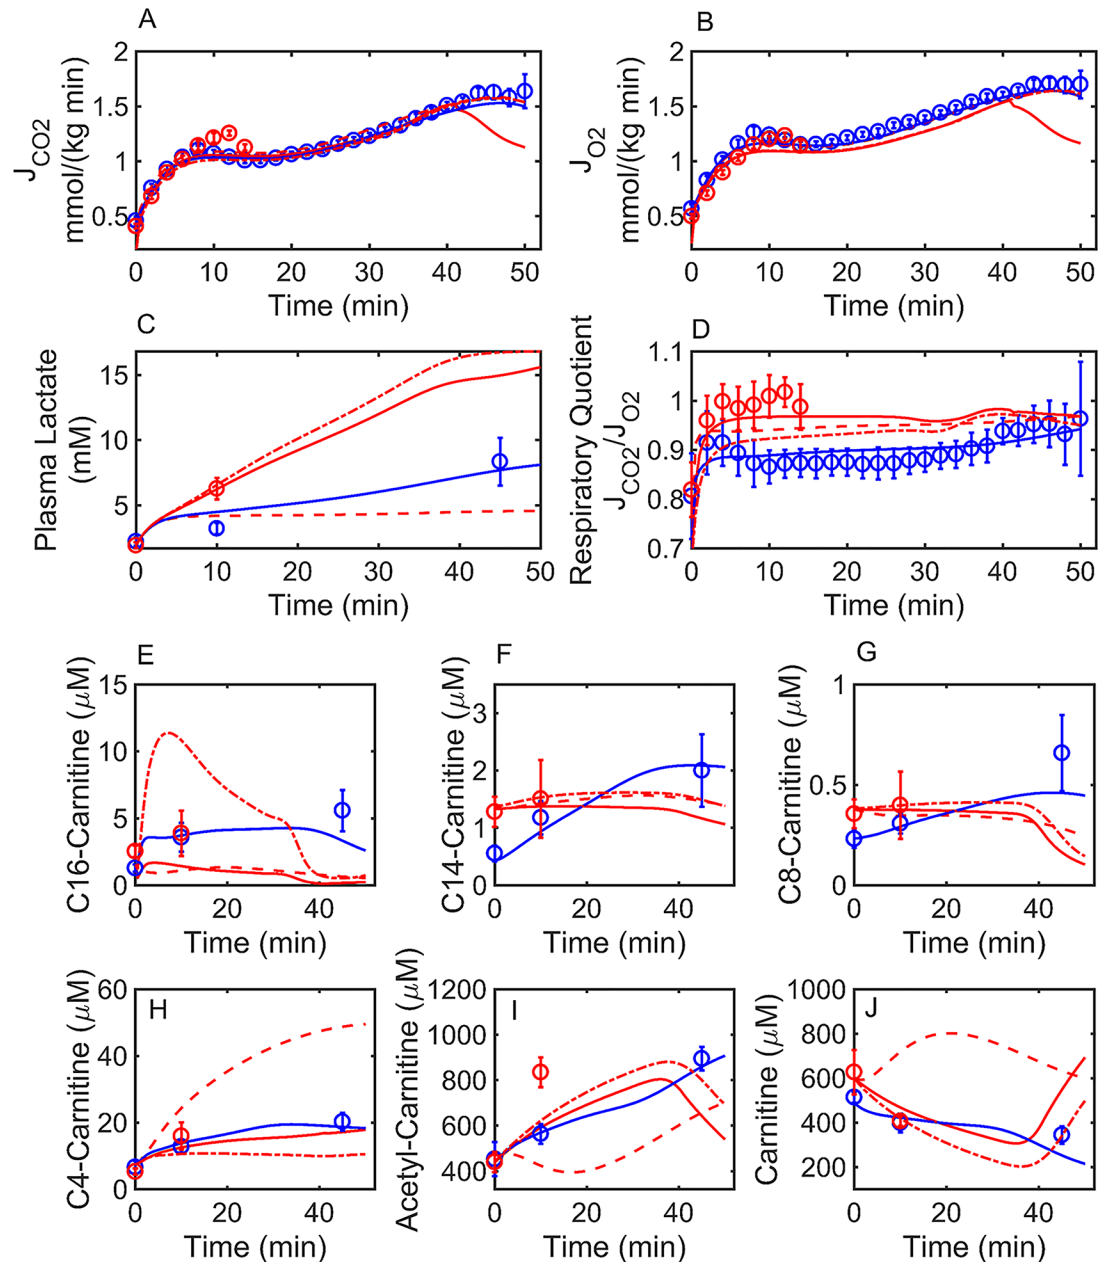 A
J_CO2
mmol/(kg min)
2
1.5
1
0.5
0 10 20 30 40 50
Time (min)
B
J_O2
mmol/(kg min)
2
1.5
1
0.5
0 10 20 30 40 50
Time (min)
C
Plasma Lactate
(mM)
15
10
5
0 10 20 30 40 50
Time (min)
D
Respiratory Quotient
J_CO2/J_O2
1.1
1.0
0.9
0.8
0.7
0 10 20 30 40 50
Time (min)
E
C16-Carnitine (μM)
15
10
5
0
0 20 40
Time (min)
F
C14-Carnitine (μM)
3
2
1
0
0 20 40
Time (min)
G
C8-Carnitine (μM)
1
0.5
0
0 20 40
Time (min)
H
C4-Carnitine (μM)
60
40
20
0
0 20 40
Time (min)
I
Acetyl-Carnitine (μM)
1200
1000
800
600
400
0 20 40
Time (min)
J
Carnitine (μM)
1000
800
600
400
200
0 20 40
Time (min)